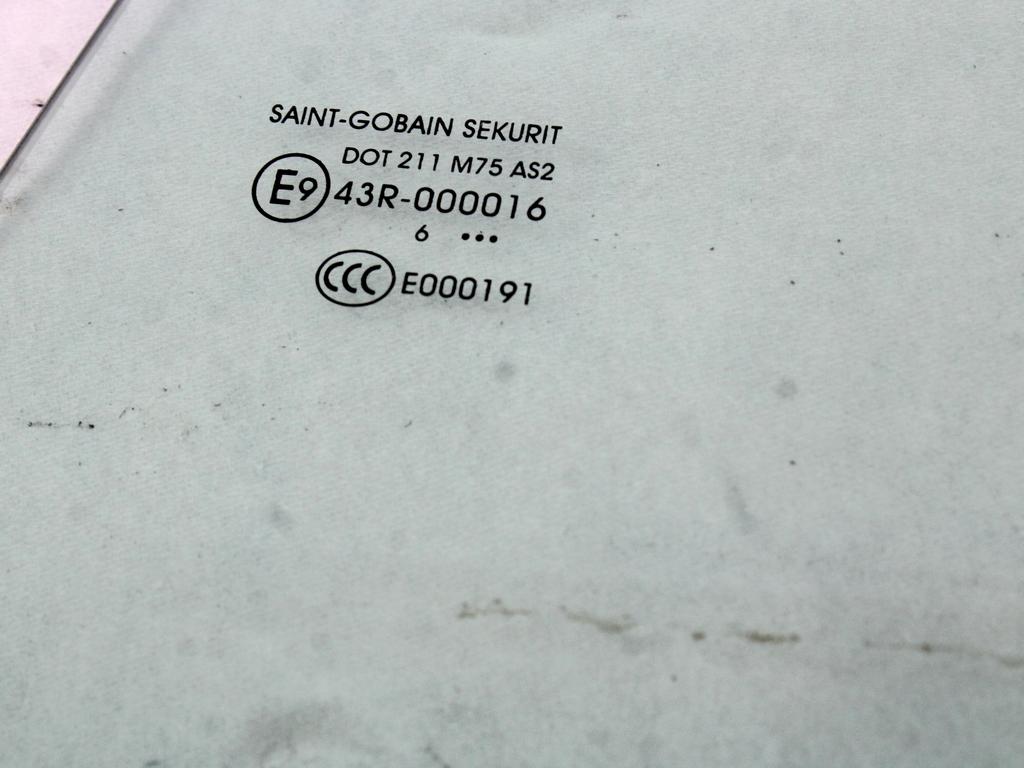 SAINT-GOBAIN SEKURIT
DOT 211 M75 AS2
E9 43R-000016
6 •••
CCC E000191